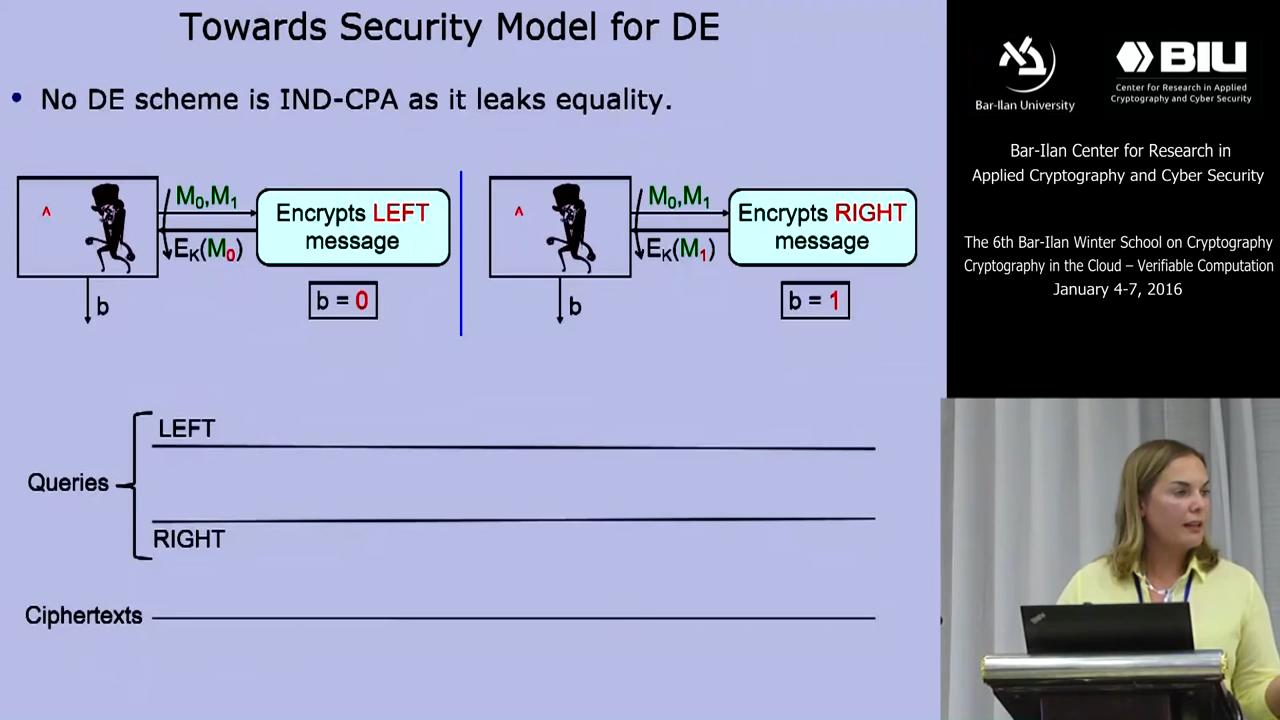 Towards Security Model for DE
• No DE scheme is IND-CPA as it leaks equality.
^
M₀,M₁
E_K(M₀)
Encrypts LEFT
message
b
b = 0
^
M₀,M₁
E_K(M₁)
Encrypts RIGHT
message
b
b = 1
LEFT
Queries
RIGHT
Ciphertexts
Bar-Ilan University
BIU
Center for Research in Applied
Cryptography and Cyber Security
Bar-Ilan Center for Research in
Applied Cryptography and Cyber Security
The 6th Bar-Ilan Winter School on Cryptography
Cryptography in the Cloud – Verifiable Computation
January 4-7, 2016